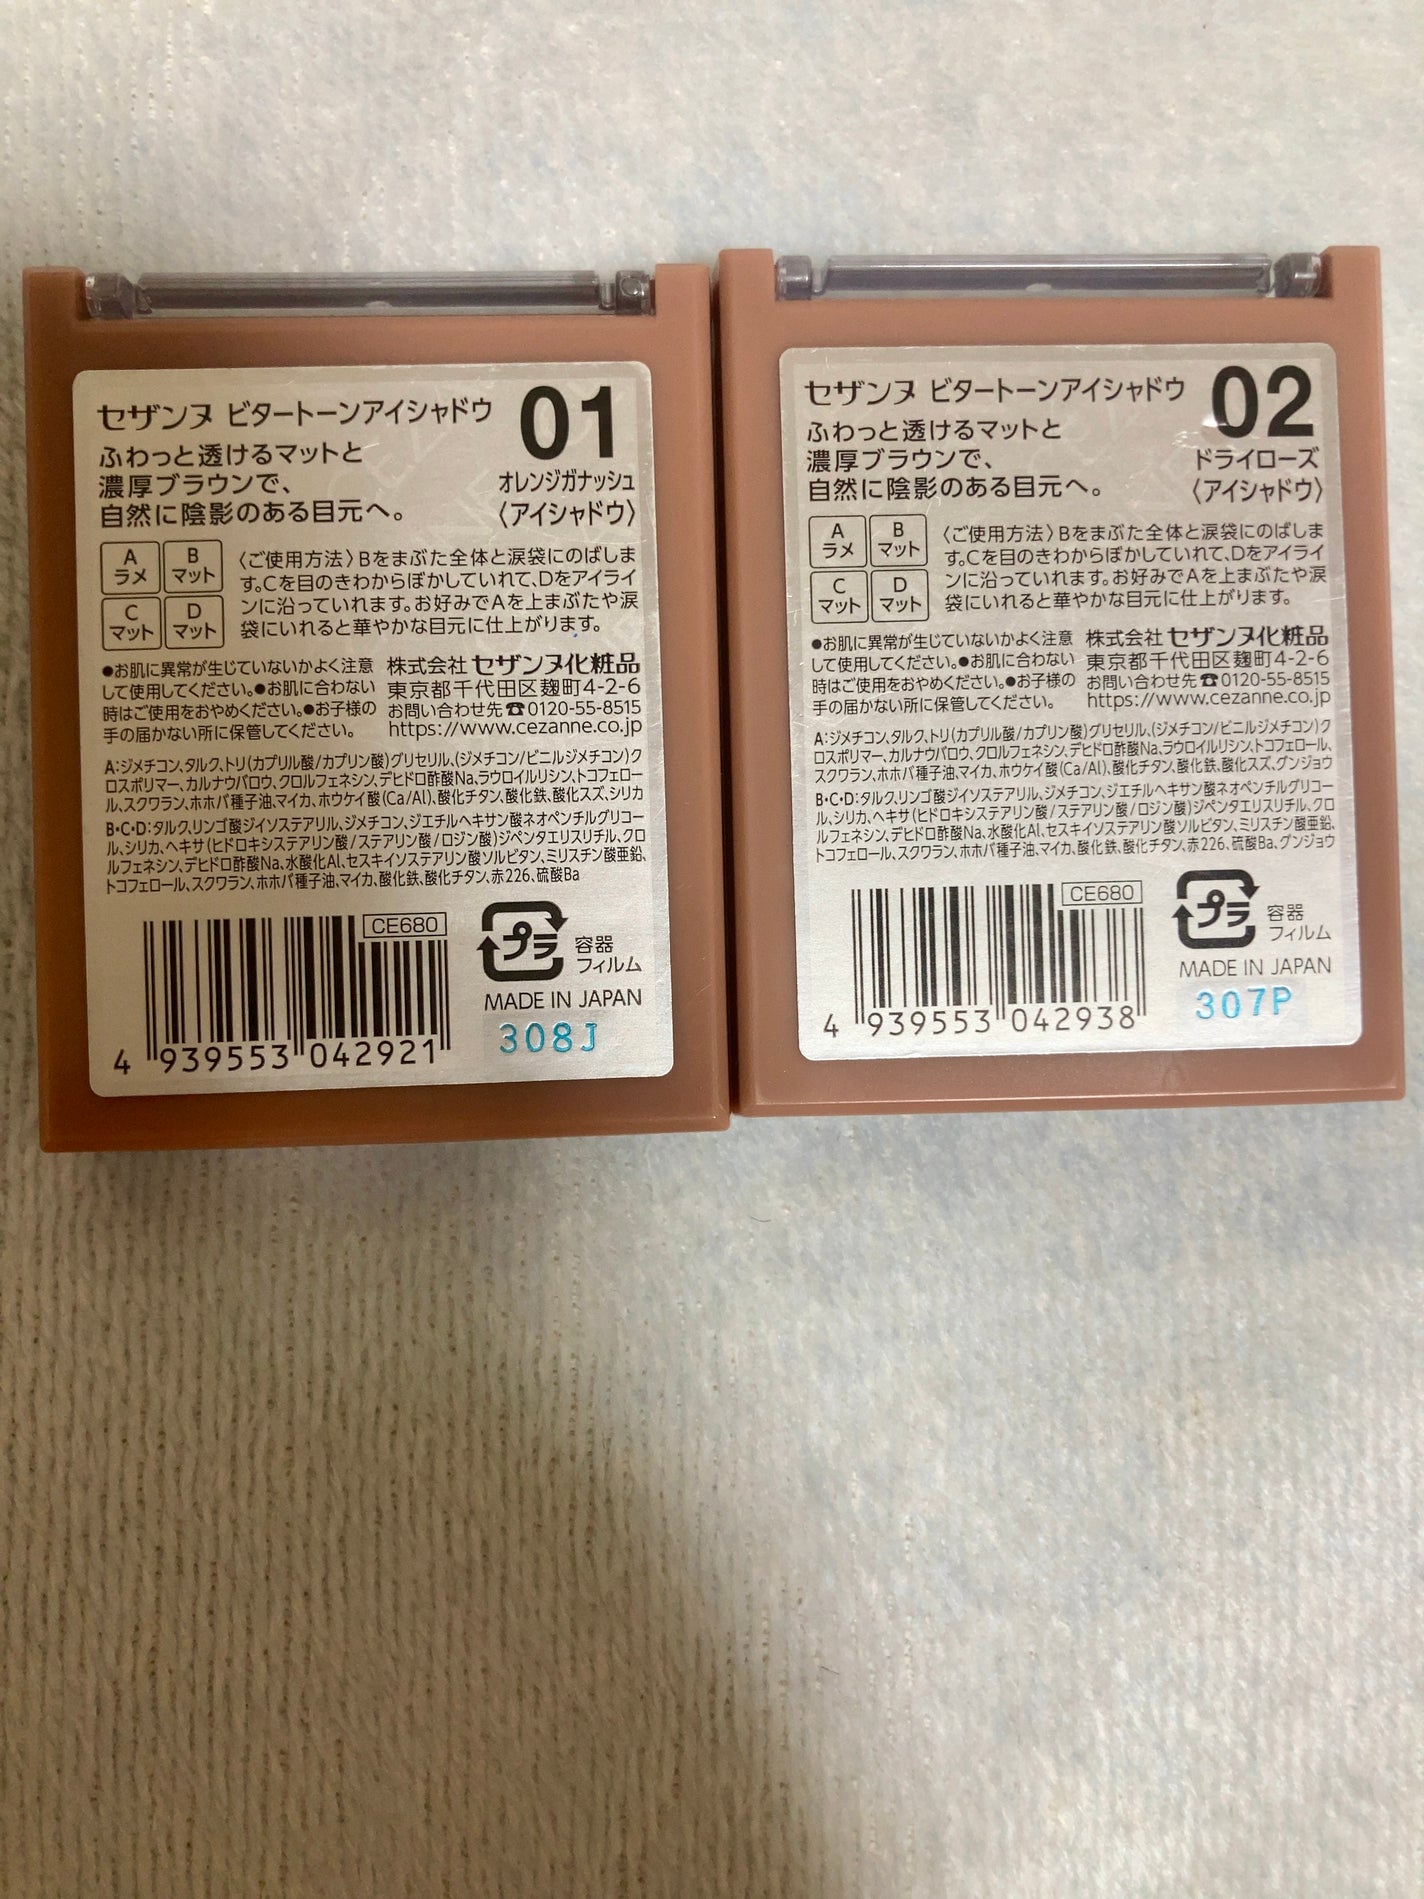 セザンヌ ビタートーンアイシャドウ
01
ふわっと透けるマットと
濃厚ブラウンで、
自然に陰影のある目元へ。
オレンジガナッシュ
〈アイシャドウ〉
A
ラメ
B
マット
C
マット
D
マット
〈ご使用方法〉Bをまぶた全体と涙袋にのばしま
す。Cを目のきわからぼかしていれて、Dをアイライ
ンに沿っていれます。お好みでAを上まぶたや涙
袋にいれると華やかな目元に仕上がります。
●お肌に異常が生じていないかよく注意
して使用してください。●お肌に合わない
時はご使用をおやめください。●お子様の
手の届かない所に保管してください。
株式会社 セザンヌ化粧品
東京都千代田区麹町4-2-6
お問い合わせ先☎0120-55-8515
https://www.cezanne.co.jp
A:ジメチコン、タルク、トリ(カプリル酸/カプリン酸)グリセリル、(ジメチコン/ビニルジメチコン)ク
ロスポリマー、カルナウバロウ、クロルフェネシン、デヒドロ酢酸Na、ラウロイルリシン、トコフェロー
ル、スクワラン、ホホバ種子油、マイカ、ホウケイ酸(Ca/Al)、酸化チタン、酸化鉄、酸化スズ、シリカ
B・C・D:タルク、リンゴ酸ジイソステアリル、ジメチコン、ジエチルヘキサン酸ネオペンチルグリコー
ル、シリカ、ヘキサ(ヒドロキシステアリン酸/ステアリン酸/ロジン酸)ジペンタエリスリチル、クロ
ルフェネシン、デヒドロ酢酸Na、水酸化Al、セスキイソステアリン酸ソルビタン、ミリスチン酸亜鉛、
トコフェロール、スクワラン、ホホバ種子油、マイカ、酸化鉄、酸化チタン、赤226、硫酸Ba
CE680
プラ
容器
フィルム
MADE IN JAPAN
308J
4 939553 042921
セザンヌ ビタートーンアイシャドウ
02
ふわっと透けるマットと
濃厚ブラウンで、
自然に陰影のある目元へ。
ドライローズ
〈アイシャドウ〉
A
ラメ
B
マット
C
マット
D
マット
〈ご使用方法〉Bをまぶた全体と涙袋にのばしま
す。Cを目のきわからぼかしていれて、Dをアイライ
ンに沿っていれます。お好みでAを上まぶたや涙
袋にいれると華やかな目元に仕上がります。
●お肌に異常が生じていないかよく注意
して使用してください。●お肌に合わない
時はご使用をおやめください。●お子様の
手の届かない所に保管してください。
株式会社 セザンヌ化粧品
東京都千代田区麹町4-2-6
お問い合わせ先☎0120-55-8515
https://www.cezanne.co.jp
A:ジメチコン、タルク、トリ(カプリル酸/カプリン酸)グリセリル、(ジメチコン/ビニルジメチコン)ク
ロスポリマー、カルナウバロウ、クロルフェネシン、デヒドロ酢酸Na、ラウロイルリシン、トコフェロール、
スクワラン、ホホバ種子油、マイカ、ホウケイ酸(Ca/Al)、酸化チタン、酸化鉄、酸化スズ、グンジョウ
B・C・D:タルク、リンゴ酸ジイソステアリル、ジメチコン、ジエチルヘキサン酸ネオペンチルグリコー
ル、シリカ、ヘキサ(ヒドロキシステアリン酸/ステアリン酸/ロジン酸)ジペンタエリスリチル、クロ
ルフェネシン、デヒドロ酢酸Na、水酸化Al、セスキイソステアリン酸ソルビタン、ミリスチン酸亜鉛、
トコフェロール、スクワラン、ホホバ種子油、マイカ、酸化鉄、酸化チタン、赤226、硫酸Ba、グンジョウ
CE680
プラ
容器
フィルム
MADE IN JAPAN
307P
4 939553 042938